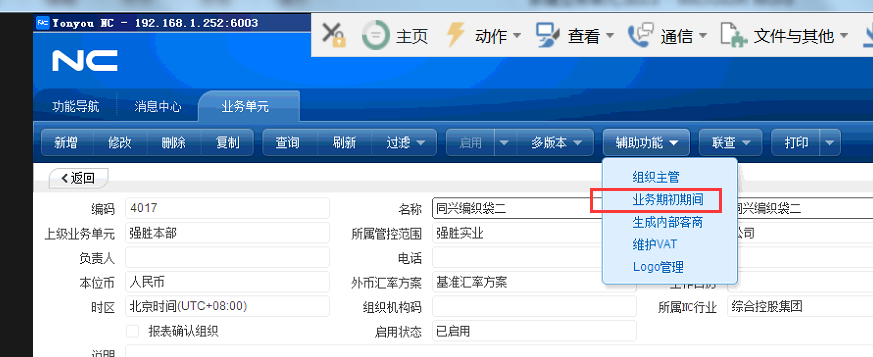 Yonyou NC - 192.168.1.252:6003
主页 动作 查看 通信 文件与其他
NC
功能导航 消息中心 业务单元
新增 修改 删除 复制 查询 刷新 过滤 启用 多版本 辅助功能 联查 打印
组织主管
业务期初期间
生成内部客商
维护VAT
Logo管理
返回
编码 4017 名称 同兴编织袋二 同兴编织袋二
上级业务单元 强胜本部 所属管控范围 强胜实业 公司
负责人 电话
本位币 人民币 外币汇率方案 基准汇率方案
时区 北京时间(UTC+08:00) 组织机构码 所属NC行业 综合控股集团
报表确认组织 启用状态 已启用
说明